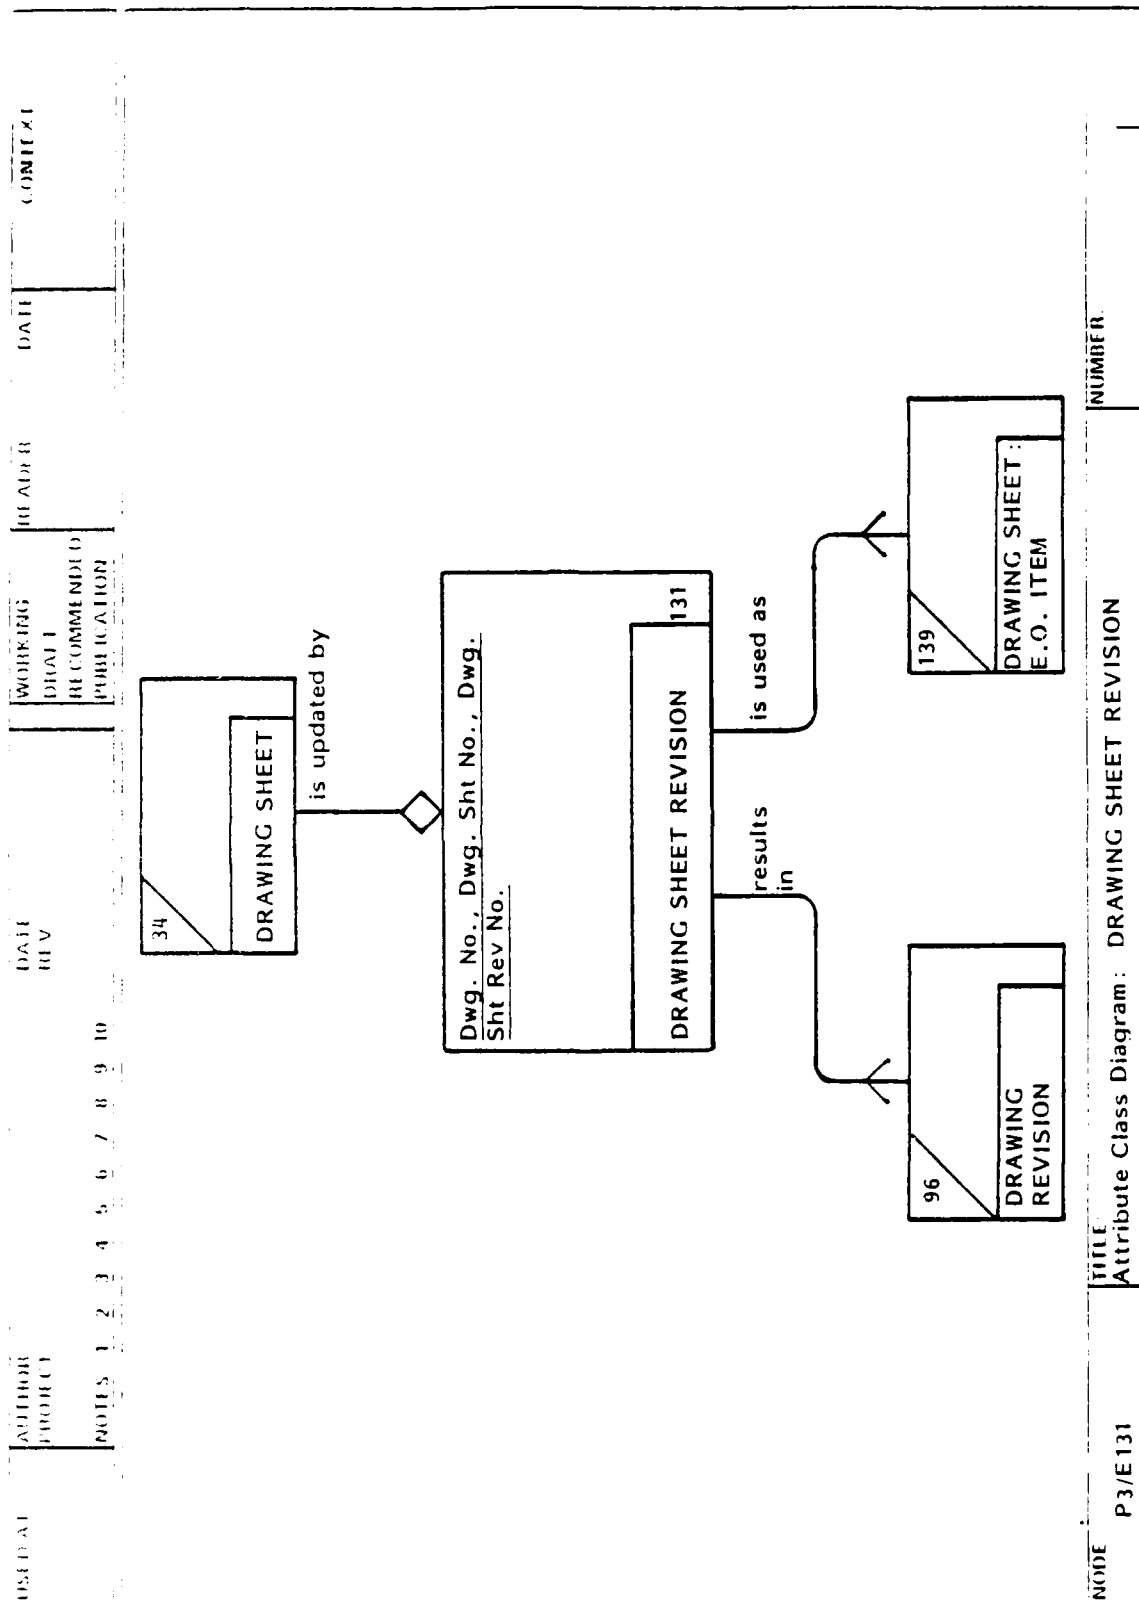 USED AT
AUTHOR
PROJECT
DATE
REV
WORKING
DRAFT
RECOMMENDED
PUBLICATION
READER
DATE
CONTEXT
NOTES 1 2 3 4 5 6 7 8 9 10
34
DRAWING SHEET
is updated by
Dwg. No., Dwg. Sht No., Dwg.
Sht Rev No.
DRAWING SHEET REVISION
131
results
in
is used as
96
DRAWING
REVISION
139
DRAWING SHEET:
E.O. ITEM
NODE
P3/E131
TITLE
Attribute Class Diagram: DRAWING SHEET REVISION
NUMBER